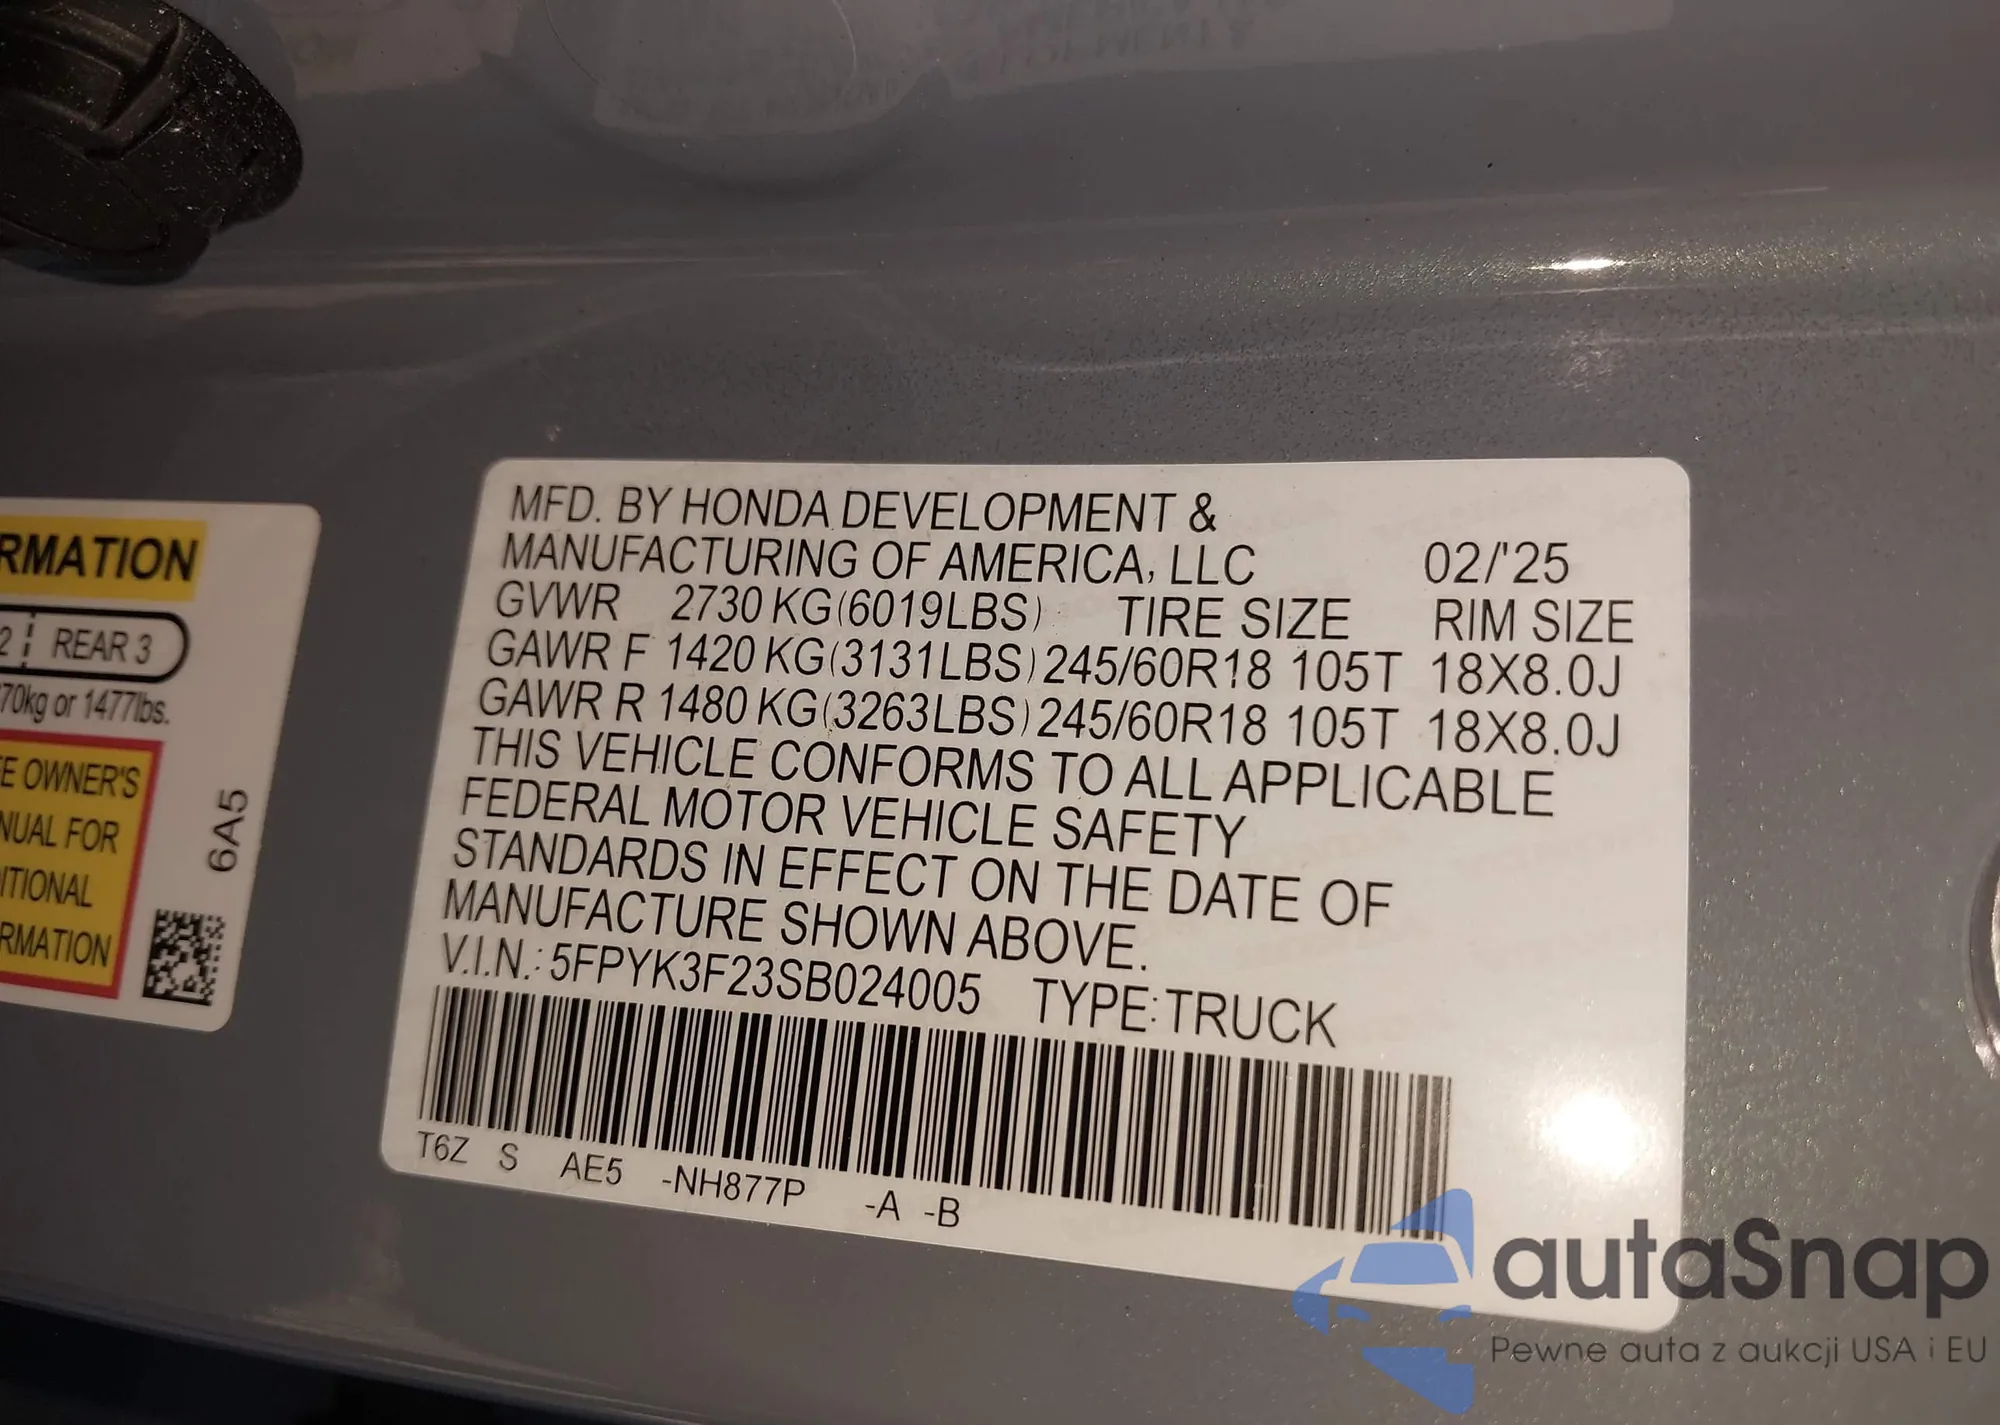 RMATION
2 REAR 3
70kg or 1477lbs.
E OWNER'S
NUAL FOR
ITIONAL
RMATION
6A5
MFD. BY HONDA DEVELOPMENT &
MANUFACTURING OF AMERICA, LLC 02/'25
GVWR 2730 KG(6019LBS) TIRE SIZE RIM SIZE
GAWR F 1420 KG(3131LBS) 245/60R18 105T 18X8.0J
GAWR R 1480 KG(3263LBS) 245/60R18 105T 18X8.0J
THIS VEHICLE CONFORMS TO ALL APPLICABLE
FEDERAL MOTOR VEHICLE SAFETY
STANDARDS IN EFFECT ON THE DATE OF
MANUFACTURE SHOWN ABOVE.
V.I.N.: 5FPYK3F23SB024005 TYPE: TRUCK
T6Z S AE5 -NH877P -A -B
autaSnap
Pewne auta z aukcji USA i EU